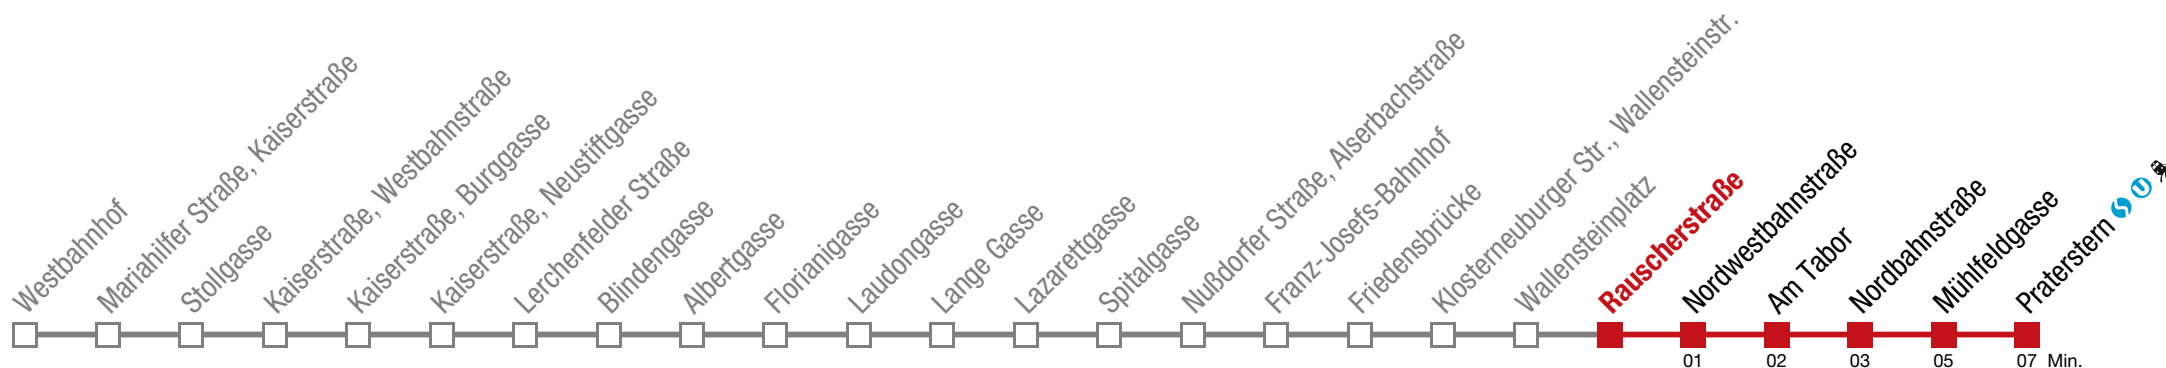 Westbahnhof
Mariahilfer Straße, Kaiserstraße
Stollgasse
Kaiserstraße, Westbahnstraße
Kaiserstraße, Burggasse
Kaiserstraße, Neustiftgasse
Lerchenfelder Straße
Blindengasse
Albertgasse
Florianigasse
Laudongasse
Lange Gasse
Lazarettgasse
Spitalgasse
Nußdorfer Straße, Alserbachstraße
Franz-Josefs-Bahnhof
Friedensbrücke
Klosterneuburger Str., Wallensteinstr.
Wallensteinplatz
Rauscherstraße
Nordwestbahnstraße
Am Tabor
Nordbahnstraße
Mühlfeldgasse
Praterstern S U
01 02 03 05 07 Min.